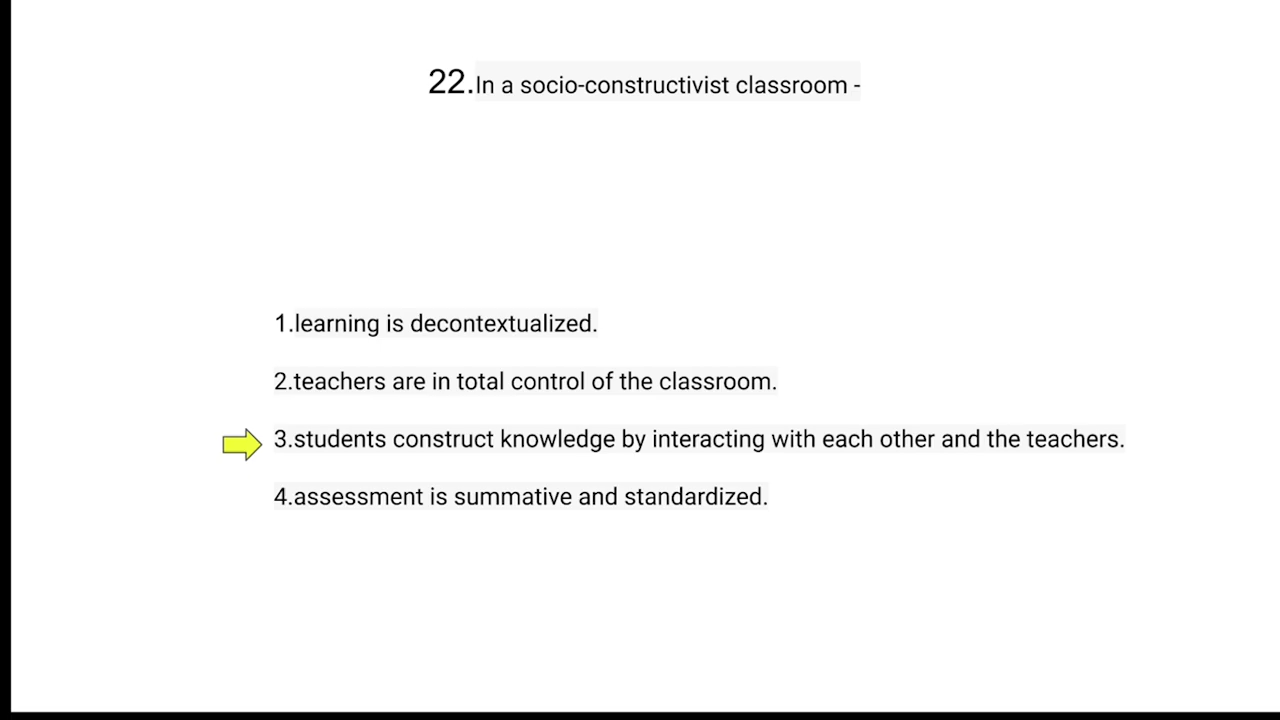 22.In a socio-constructivist classroom -
1.learning is decontextualized.
2.teachers are in total control of the classroom.
3.students construct knowledge by interacting with each other and the teachers.
4.assessment is summative and standardized.